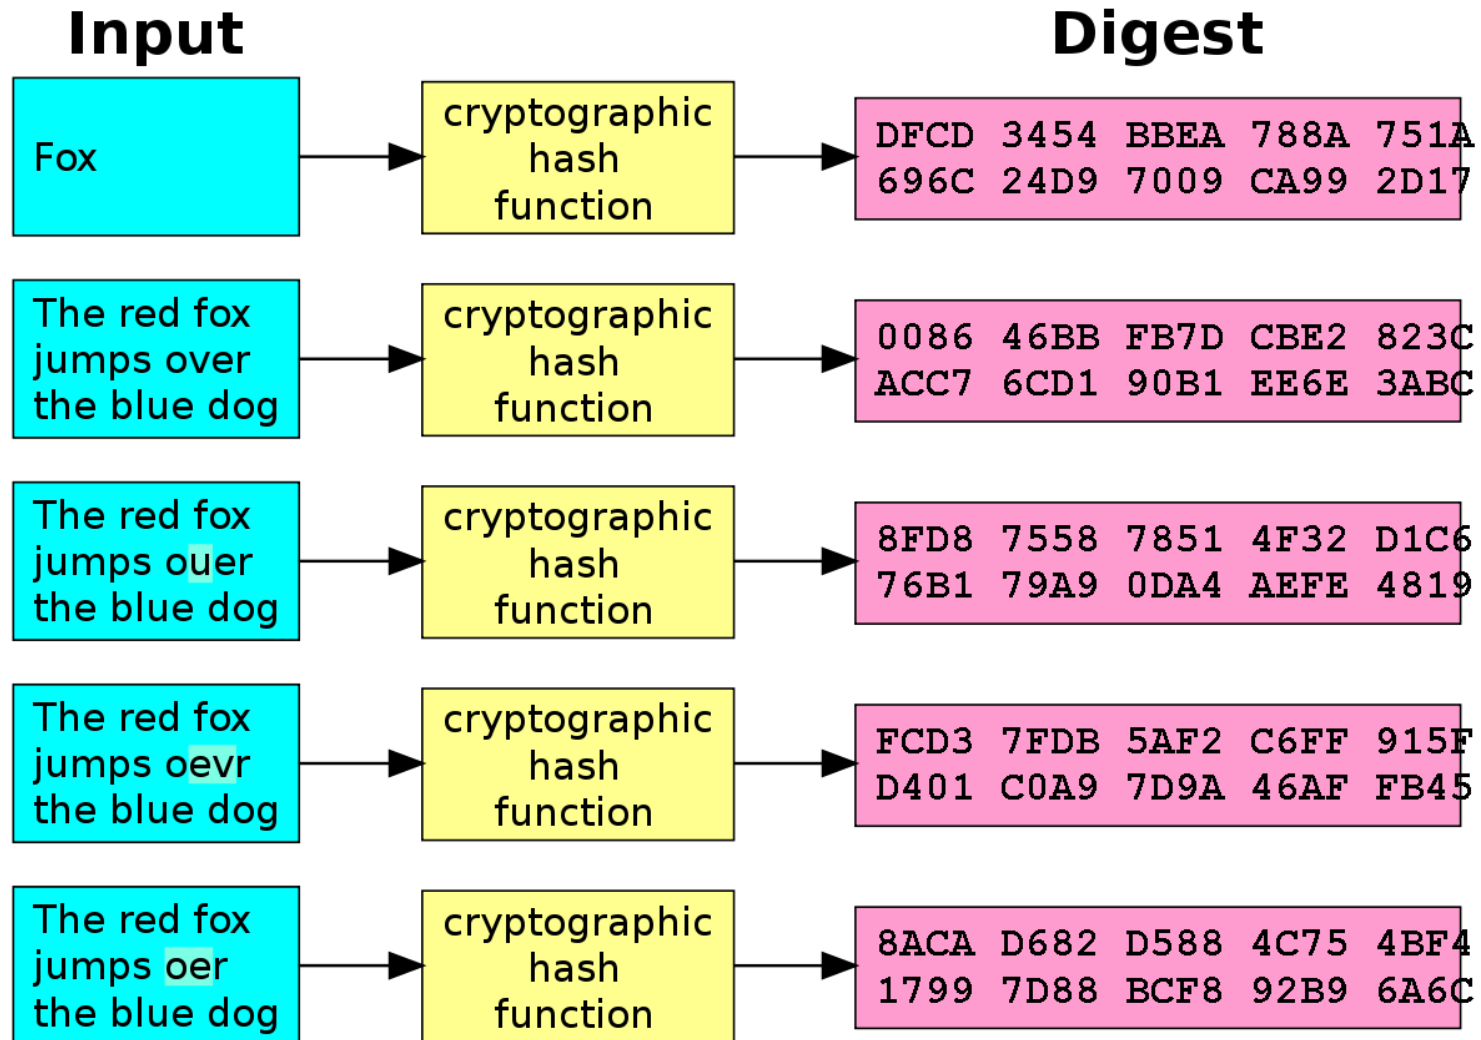 Input
Digest
Fox
cryptographic
hash
function
DFCD 3454 BBEA 788A 751A
696C 24D9 7009 CA99 2D17
The red fox
jumps over
the blue dog
cryptographic
hash
function
0086 46BB FB7D CBE2 823C
ACC7 6CD1 90B1 EE6E 3ABC
The red fox
jumps ouer
the blue dog
cryptographic
hash
function
8FD8 7558 7851 4F32 D1C6
76B1 79A9 0DA4 AEFE 4819
The red fox
jumps oevr
the blue dog
cryptographic
hash
function
FCD3 7FDB 5AF2 C6FF 915F
D401 C0A9 7D9A 46AF FB45
The red fox
jumps oer
the blue dog
cryptographic
hash
function
8ACA D682 D588 4C75 4BF4
1799 7D88 BCF8 92B9 6A6C